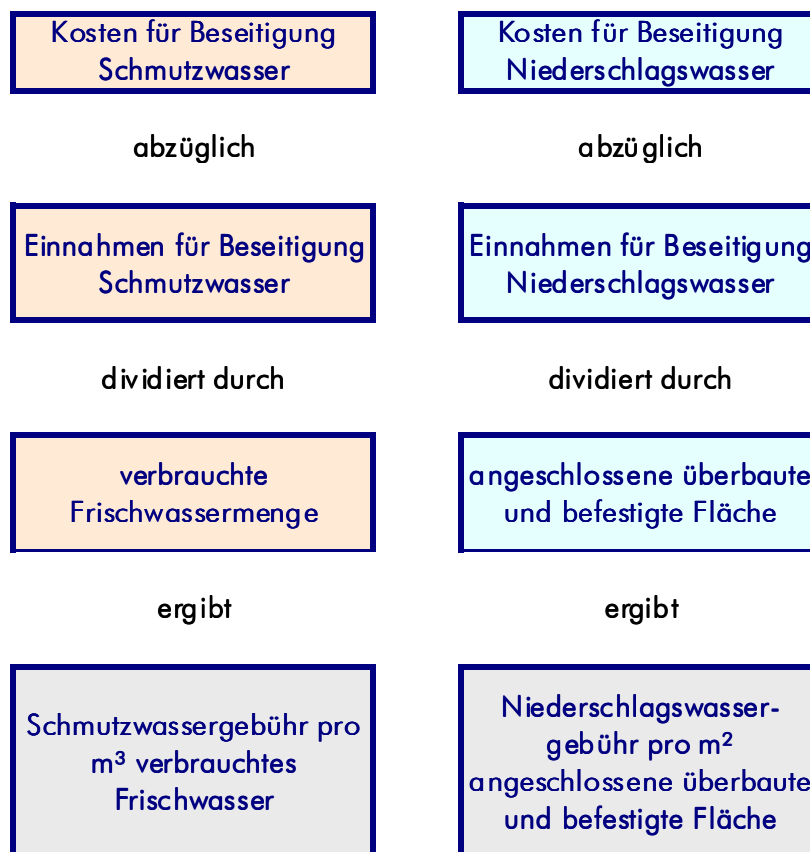 Kosten für Beseitigung
Schmutzwasser
abzüglich
Einnahmen für Beseitigung
Schmutzwasser
dividiert durch
verbrauchte
Frischwassermenge
ergibt
Schmutzwassergebühr pro
m³ verbrauchtes
Frischwasser
Kosten für Beseitigung
Niederschlagswasser
abzüglich
Einnahmen für Beseitigung
Niederschlagswasser
dividiert durch
angeschlossene überbaute
und befestigte Fläche
ergibt
Niederschlagswasser-
gebühr pro m²
angeschlossene überbaute
und befestigte Fläche